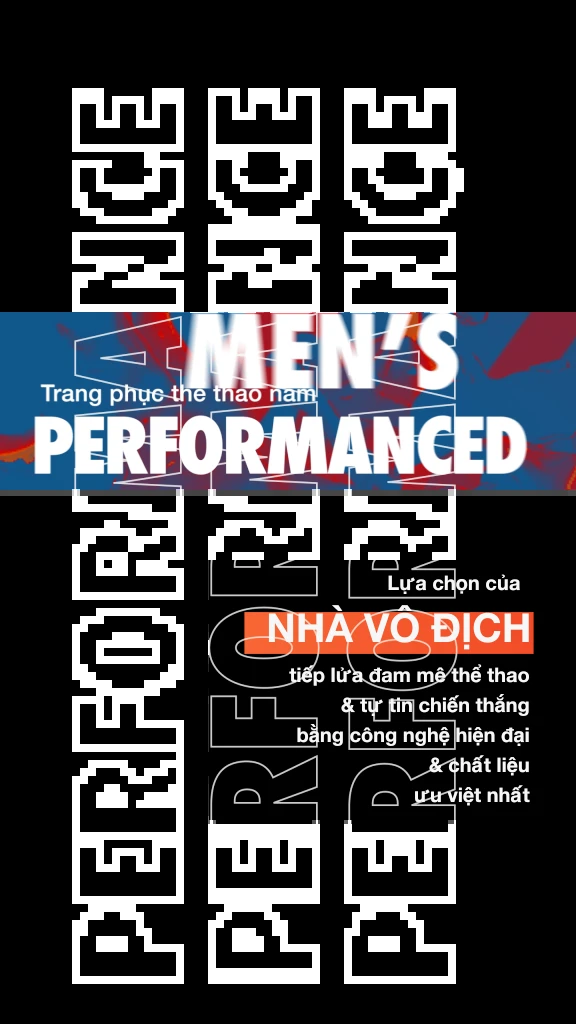 PERFORMANCE
PERFORMANCE
PERFORMANCE
MEN'S
Trang phục thể thao nam
PERFORMANCED
Lựa chọn của
NHÀ VÔ ĐỊCH
tiếp lửa đam mê thể thao
& tự tin chiến thắng
bằng công nghệ hiện đại
& chất liệu
ưu việt nhất